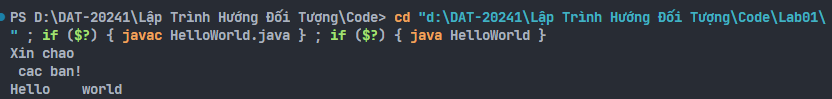 PS D:\DAT-20241\Lập Trình Hướng Đối Tượng\Code> cd "d:\DAT-20241\Lập Trình Hướng Đối Tượng\Code\Lab01\
" ; if ($?) { javac HelloWorld.java } ; if ($?) { java HelloWorld }
Xin chao
 cac ban!
Hello    world